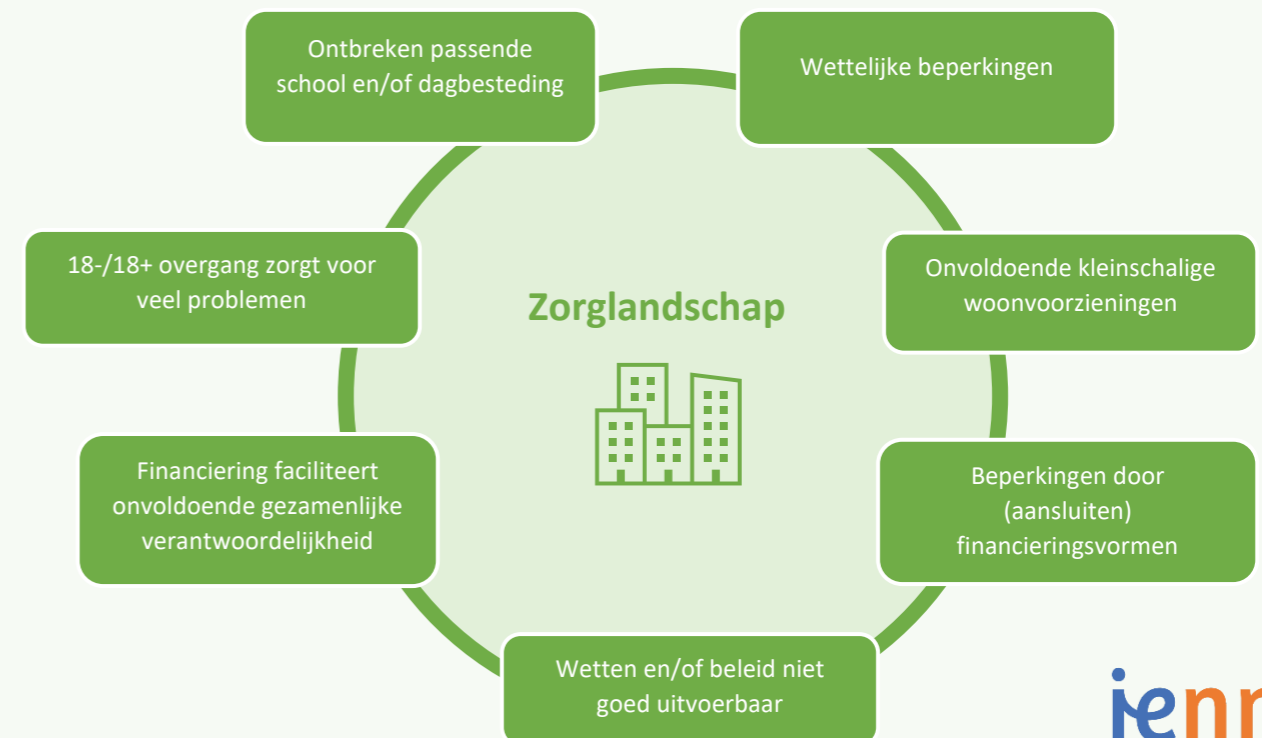 Ontbreken passende
school en/of dagbesteding
Wettelijke beperkingen
18-/18+ overgang zorgt voor
veel problemen
Onvoldoende kleinschalige
woonvoorzieningen
Zorglandschap
Financiering faciliteert
onvoldoende gezamenlijke
verantwoordelijkheid
Beperkingen door
(aansluiten)
financieringsvormen
Wetten en/of beleid niet
goed uitvoerbaar